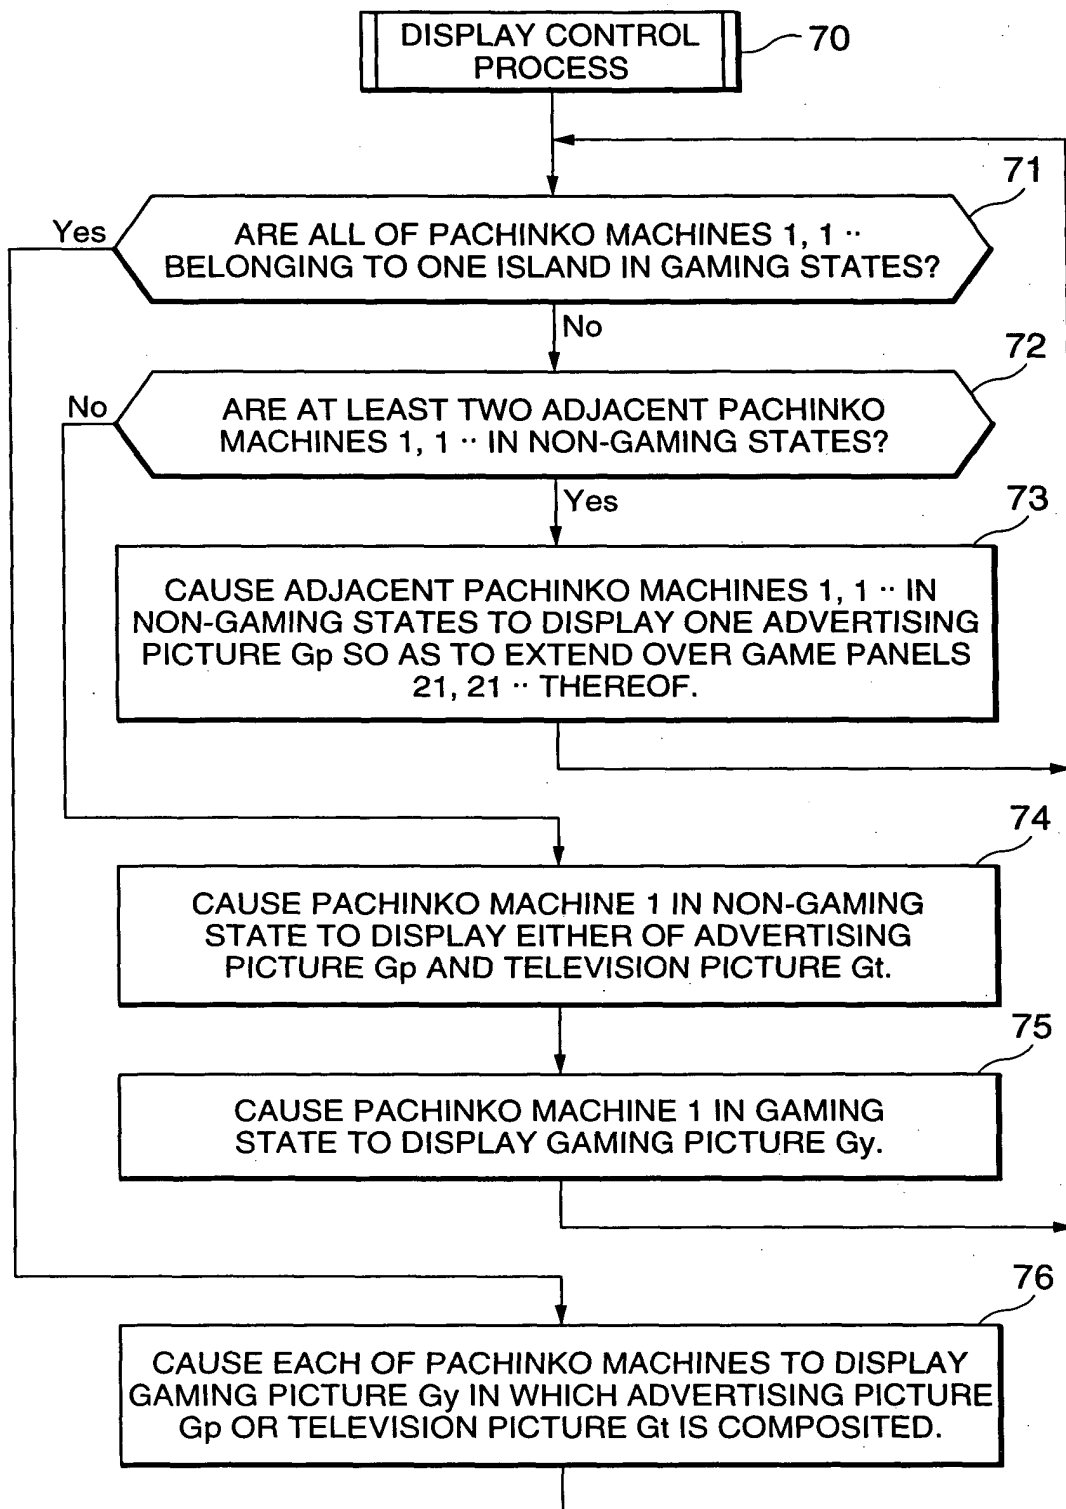 DISPLAY CONTROL
PROCESS
70
71
Yes
ARE ALL OF PACHINKO MACHINES 1, 1 ··
BELONGING TO ONE ISLAND IN GAMING STATES?
No
72
No
ARE AT LEAST TWO ADJACENT PACHINKO
MACHINES 1, 1 ·· IN NON-GAMING STATES?
Yes
73
CAUSE ADJACENT PACHINKO MACHINES 1, 1 ·· IN
NON-GAMING STATES TO DISPLAY ONE ADVERTISING
PICTURE Gp SO AS TO EXTEND OVER GAME PANELS
21, 21 ·· THEREOF.
74
CAUSE PACHINKO MACHINE 1 IN NON-GAMING
STATE TO DISPLAY EITHER OF ADVERTISING
PICTURE Gp AND TELEVISION PICTURE Gt.
75
CAUSE PACHINKO MACHINE 1 IN GAMING
STATE TO DISPLAY GAMING PICTURE Gy.
76
CAUSE EACH OF PACHINKO MACHINES TO DISPLAY
GAMING PICTURE Gy IN WHICH ADVERTISING PICTURE
Gp OR TELEVISION PICTURE Gt IS COMPOSITED.